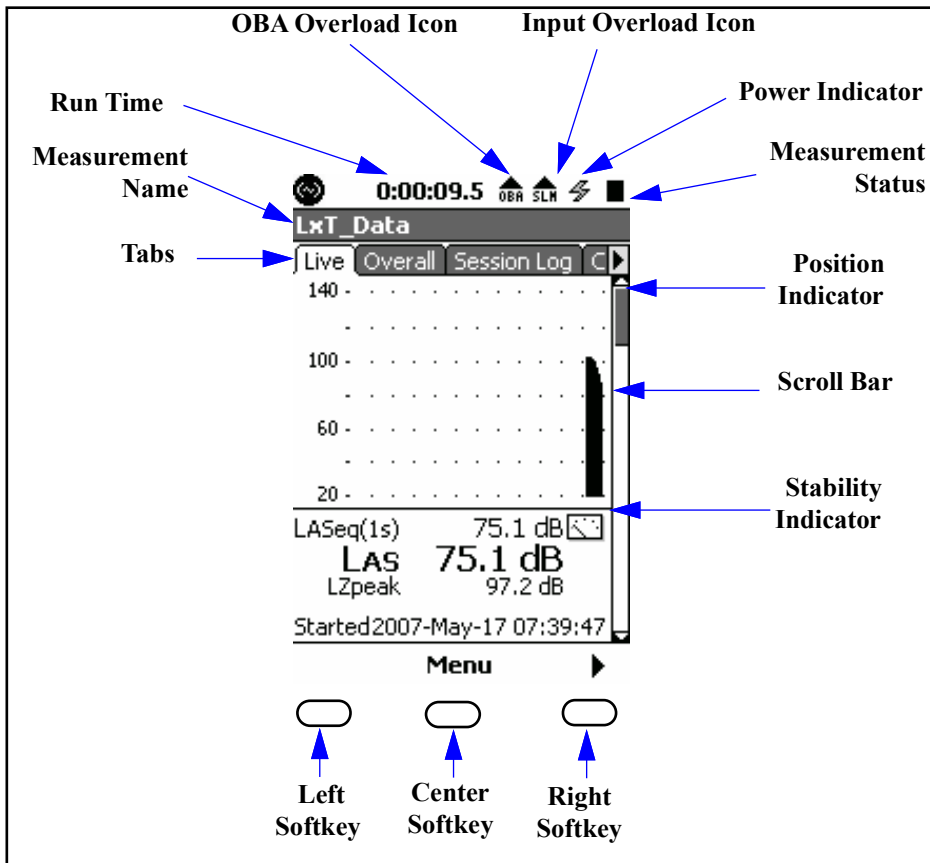 OBA Overload Icon
Input Overload Icon
Run Time
Power Indicator
Measurement
Name
Measurement
Status
0:00:09.5 OBA SLM
LxT_Data
Tabs
Live Overall Session Log C
Position
Indicator
140
100
Scroll Bar
60
20
Stability
Indicator
LASeq(1s) 75.1 dB
LAS 75.1 dB
LZpeak 97.2 dB
Started 2007-May-17 07:39:47
Menu
Left
Softkey
Center
Softkey
Right
Softkey